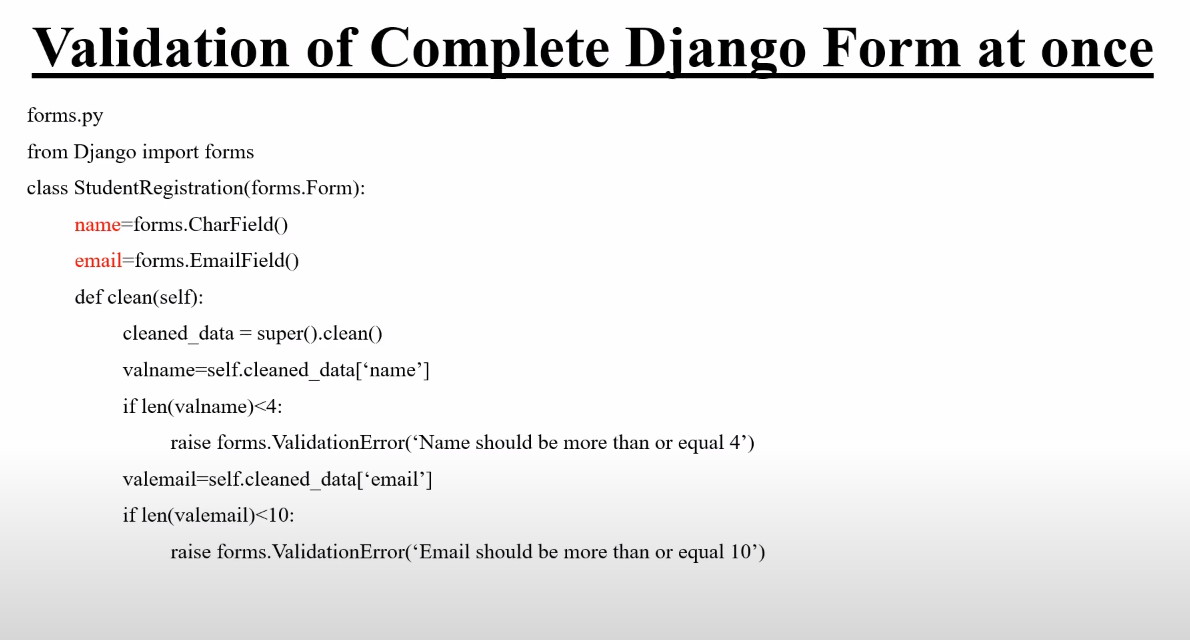 Validation of Complete Django Form at once
forms.py
from Django import forms
class StudentRegistration(forms.Form):
name=forms.CharField()
email=forms.EmailField()
def clean(self):
cleaned_data = super().clean()
valname=self.cleaned_data[‘name’]
if len(valname)<4:
raise forms.ValidationError(‘Name should be more than or equal 4’)
valemail=self.cleaned_data[‘email’]
if len(valemail)<10:
raise forms.ValidationError(‘Email should be more than or equal 10’)